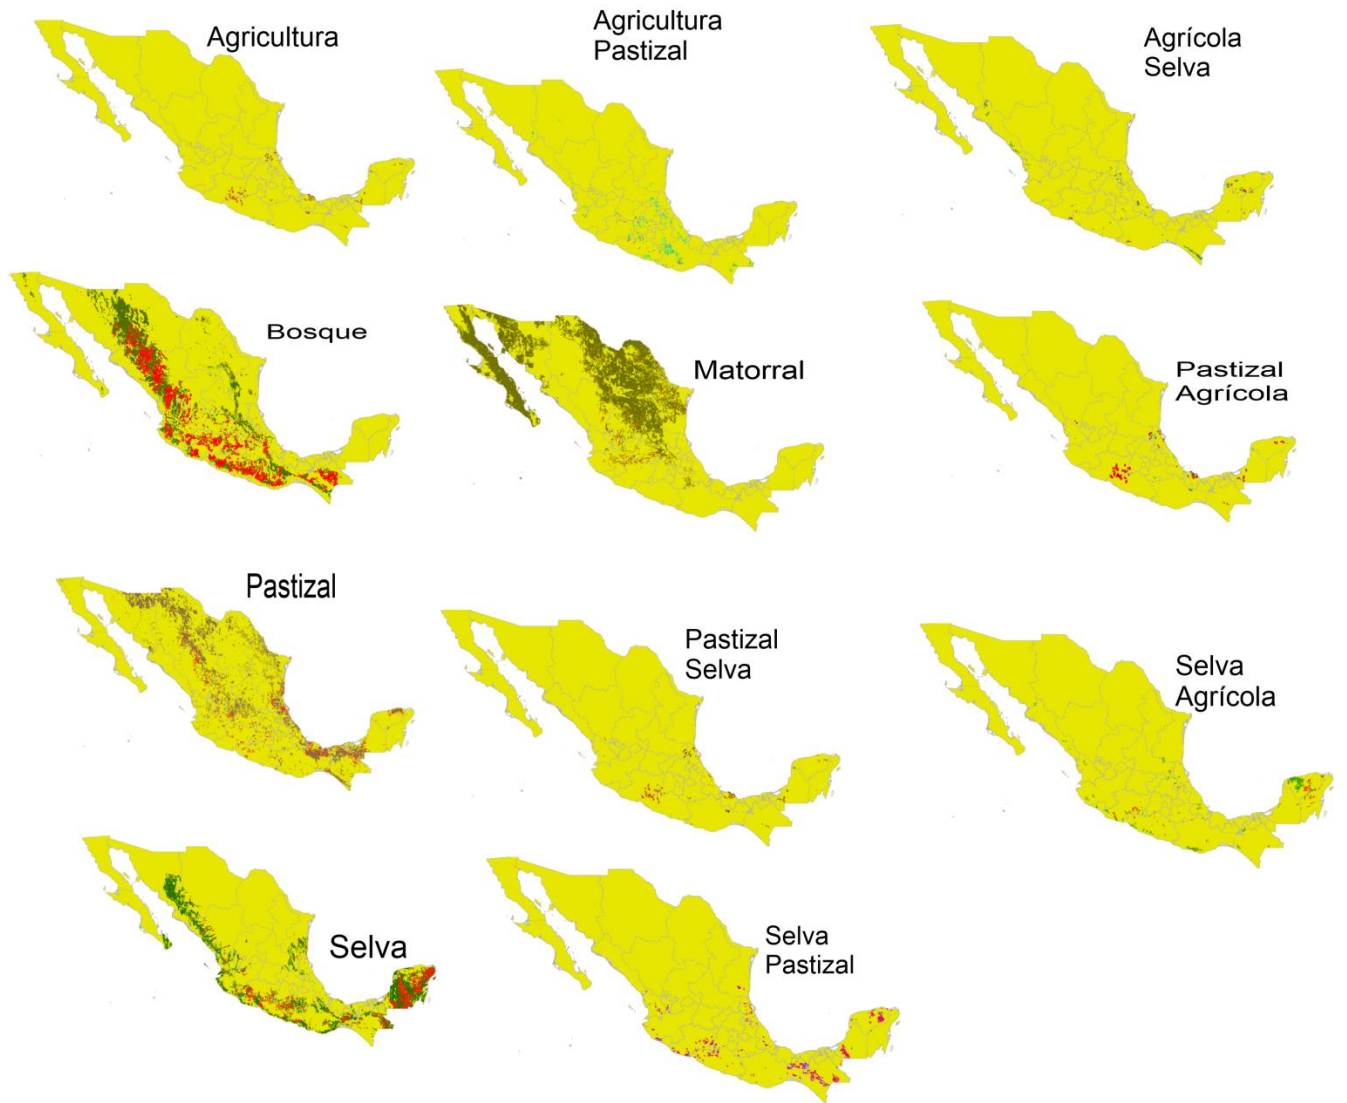 Agricultura
Agricultura
Pastizal
Agrícola
Selva
Bosque
Matorral
Pastizal
Agrícola
Pastizal
Pastizal
Selva
Selva
Agrícola
Selva
Selva
Pastizal